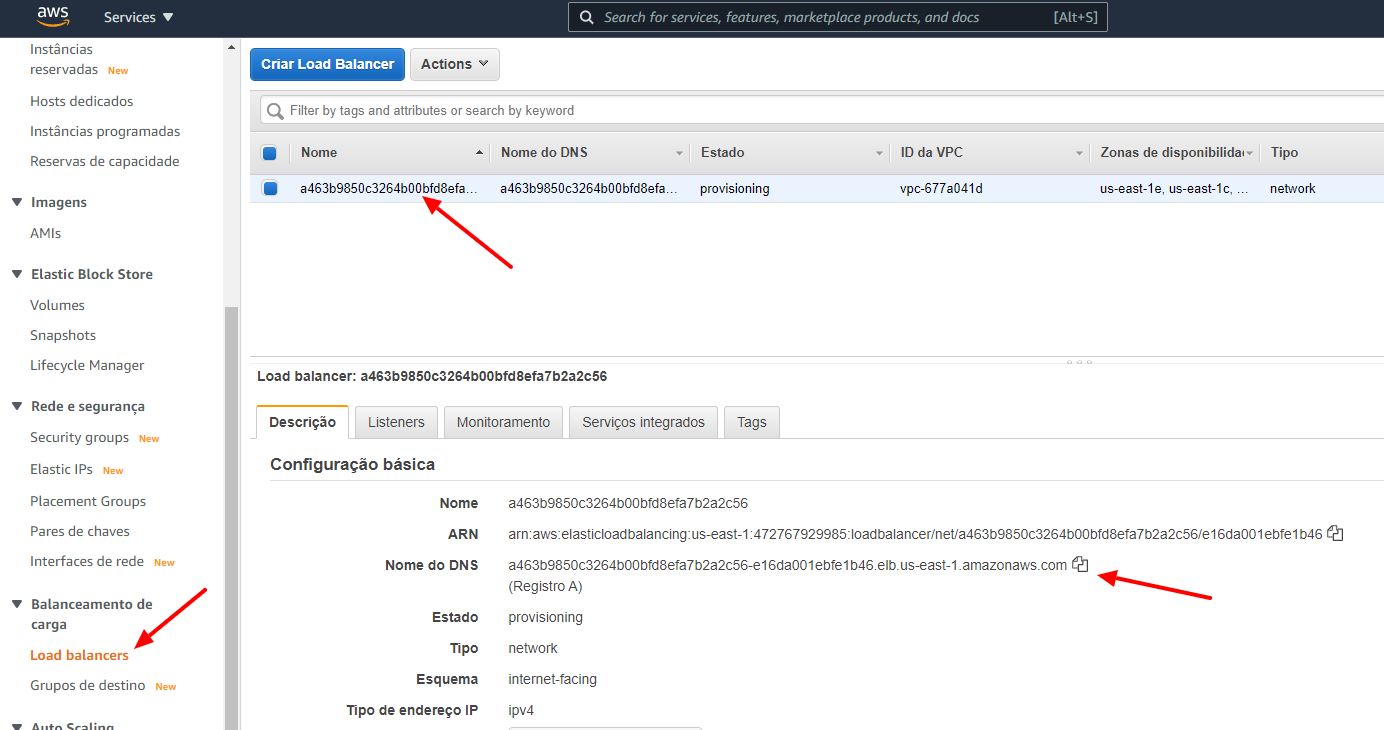 aws
Services
Search for services, features, marketplace products, and docs [Alt+S]
Instâncias
reservadas New
Hosts dedicados
Instâncias programadas
Reservas de capacidade
Imagens
AMIs
Elastic Block Store
Volumes
Snapshots
Lifecycle Manager
Rede e segurança
Security groups New
Elastic IPs New
Placement Groups
Pares de chaves
Interfaces de rede New
Balanceamento de
carga
Load balancers
Grupos de destino New
Auto Scaling
Criar Load Balancer
Actions
Filter by tags and attributes or search by keyword
Nome Nome do DNS Estado ID da VPC Zonas de disponibilida Tipo
a463b9850c3264b00bfd8efa... a463b9850c3264b00bfd8efa... provisioning vpc-677a041d us-east-1e, us-east-1c, ... network
Load balancer: a463b9850c3264b00bfd8efa7b2a2c56
Descrição Listeners Monitoramento Serviços integrados Tags
Configuração básica
Nome a463b9850c3264b00bfd8efa7b2a2c56
ARN arn:aws:elasticloadbalancing:us-east-1:472767929985:loadbalancer/net/a463b9850c3264b00bfd8efa7b2a2c56/e16da001ebfe1b46
Nome do DNS a463b9850c3264b00bfd8efa7b2a2c56-e16da001ebfe1b46.elb.us-east-1.amazonaws.com
(Registro A)
Estado provisioning
Tipo network
Esquema internet-facing
Tipo de endereço IP ipv4